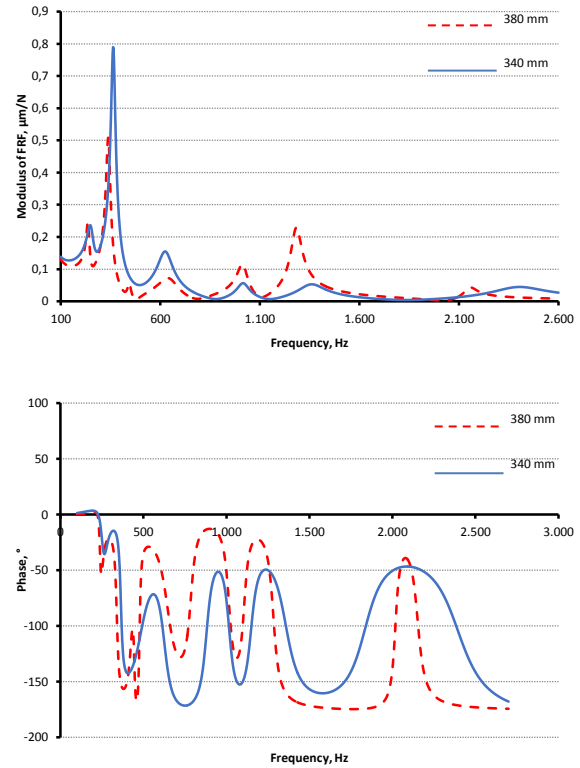 0,9
0,8
0,7
0,6
0,5
0,4
0,3
0,2
0,1
0
Modulus of FRF, µm/N
380 mm
340 mm
100 600 1.100 1.600 2.100 2.600
Frequency, Hz
100
50
0
-50
-100
-150
-200
Phase, °
380 mm
340 mm
0 500 1.000 1.500 2.000 2.500 3.000
Frequency, Hz